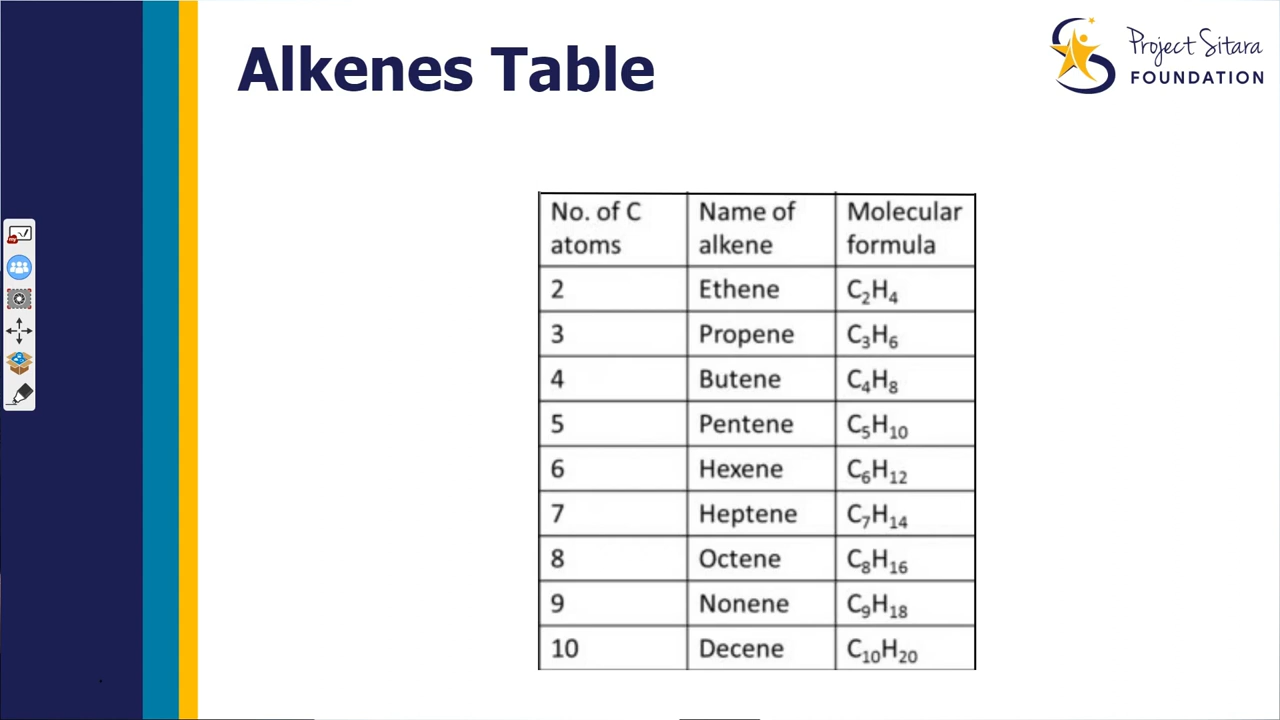 Alkenes Table
Project Sitara
FOUNDATION
No. of C atoms Name of alkene Molecular formula
2 Ethene C₂H₄
3 Propene C₃H₆
4 Butene C₄H₈
5 Pentene C₅H₁₀
6 Hexene C₆H₁₂
7 Heptene C₇H₁₄
8 Octene C₈H₁₆
9 Nonene C₉H₁₈
10 Decene C₁₀H₂₀